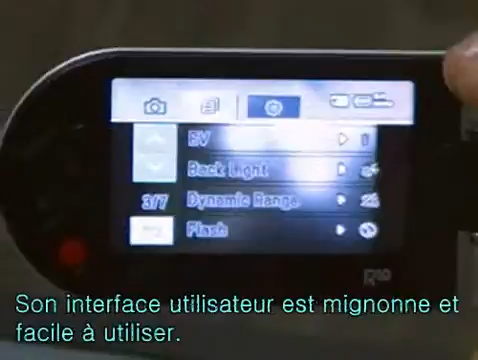 EV
Back Light
3/7
Dynamic Range
Flash
Son interface utilisateur est mignonne et
facile à utiliser.